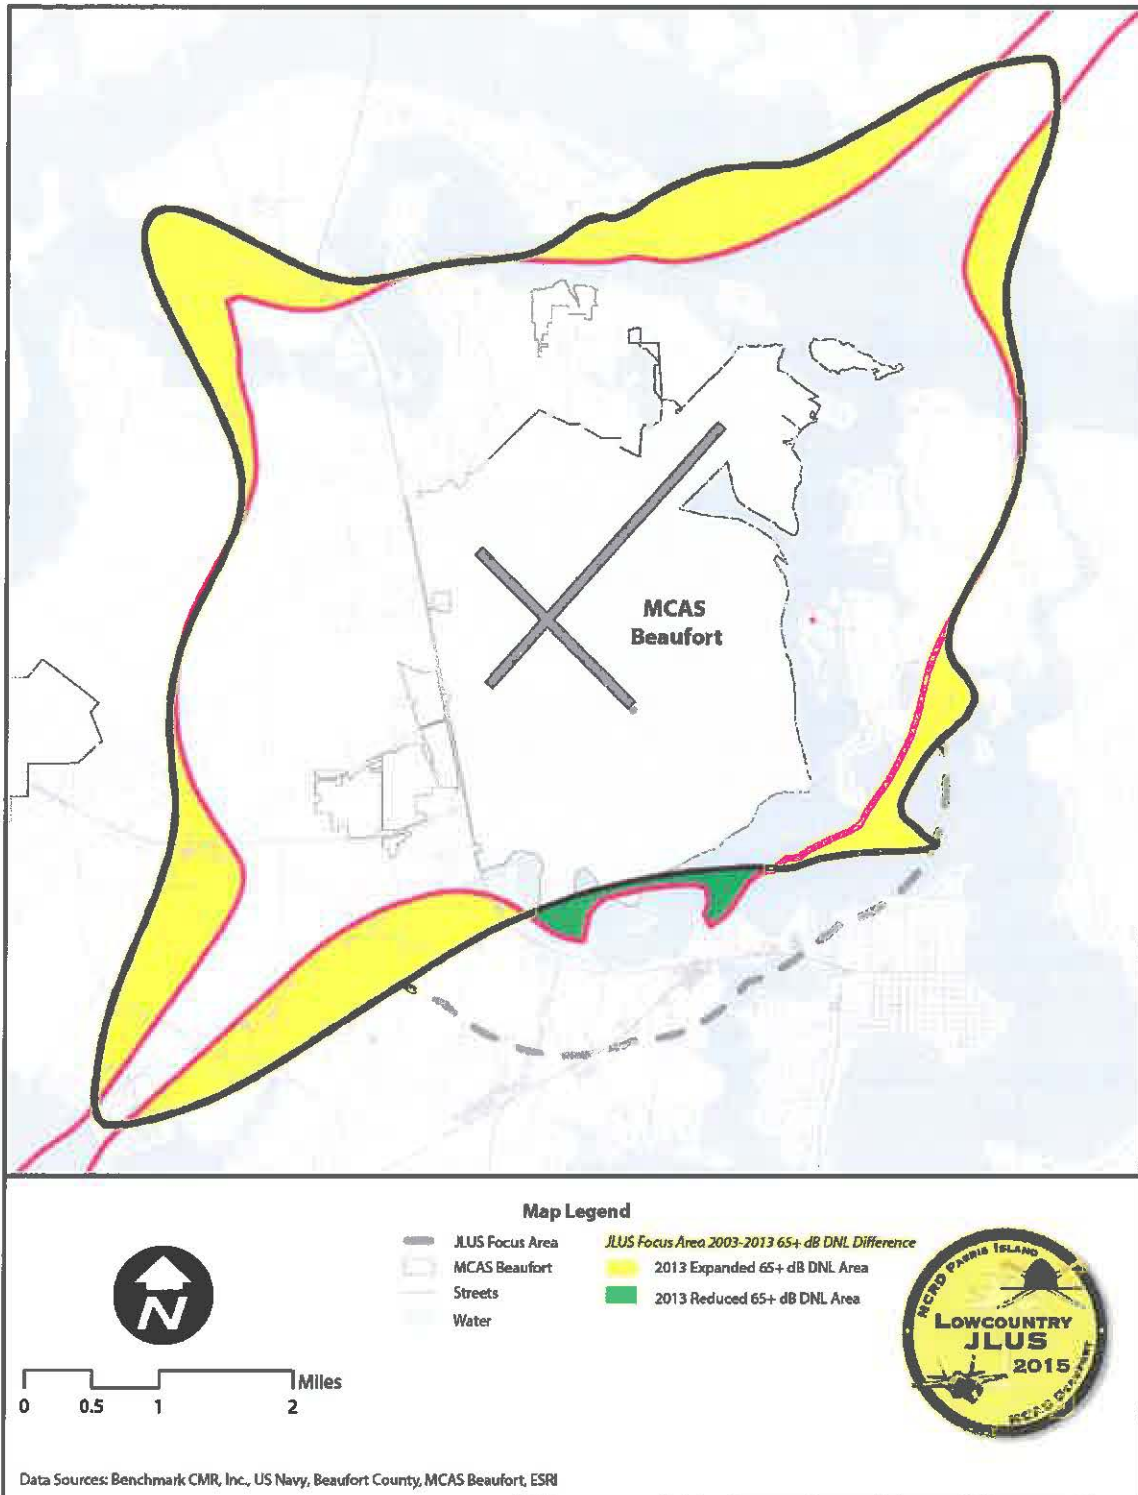 MCAS
Beaufort
Map Legend
JLUS Focus Area
MCAS Beaufort
Streets
Water
JLUS Focus Area 2003-2013 65+ dB DNL Difference
2013 Expanded 65+ dB DNL Area
2013 Reduced 65+ dB DNL Area
N
Miles
0 0.5 1 2
MCRD PARRIS ISLAND
LOWCOUNTRY
JLUS
2015
MCAS BEAUFORT
Data Sources: Benchmark CMR, Inc., US Navy, Beaufort County, MCAS Beaufort, ESRI